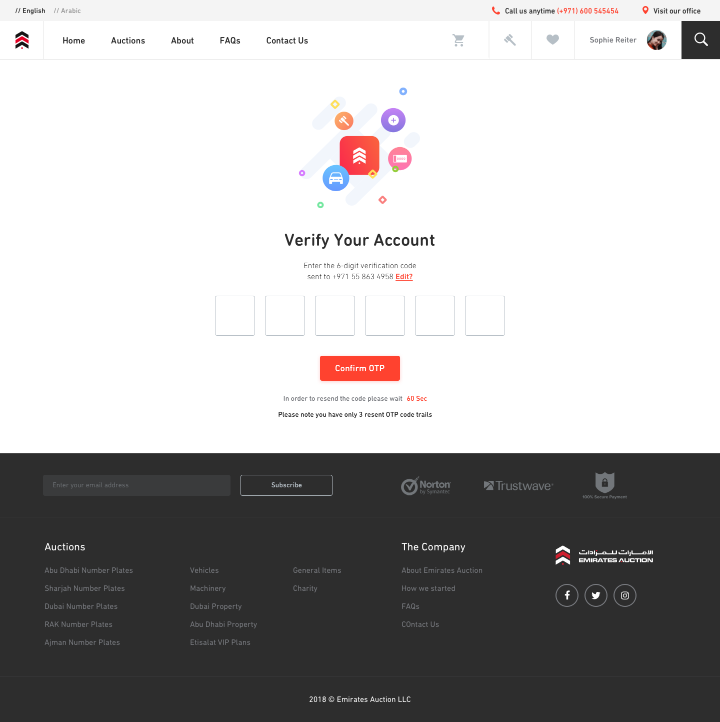 // English // Arabic
Call us anytime (+971) 600 545454
Visit our office
Home Auctions About FAQs Contact Us
Sophie Reiter
Verify Your Account
Enter the 6-digit verification code
sent to +971 55 863 4958 Edit?
Confirm OTP
In order to resend the code please wait 60 Sec
Please note you have only 3 resent OTP code trails
Enter your email address
Subscribe
Norton
by Symantec
Trustwave
100% Secure Payment
Auctions
Abu Dhabi Number Plates
Sharjah Number Plates
Dubai Number Plates
RAK Number Plates
Ajman Number Plates
Vehicles
Machinery
Dubai Property
Abu Dhabi Property
Etisalat VIP Plans
General Items
Charity
The Company
About Emirates Auction
How we started
FAQs
COntact Us
الإمارات للمزادات
EMIRATES AUCTION
2018 © Emirates Auction LLC